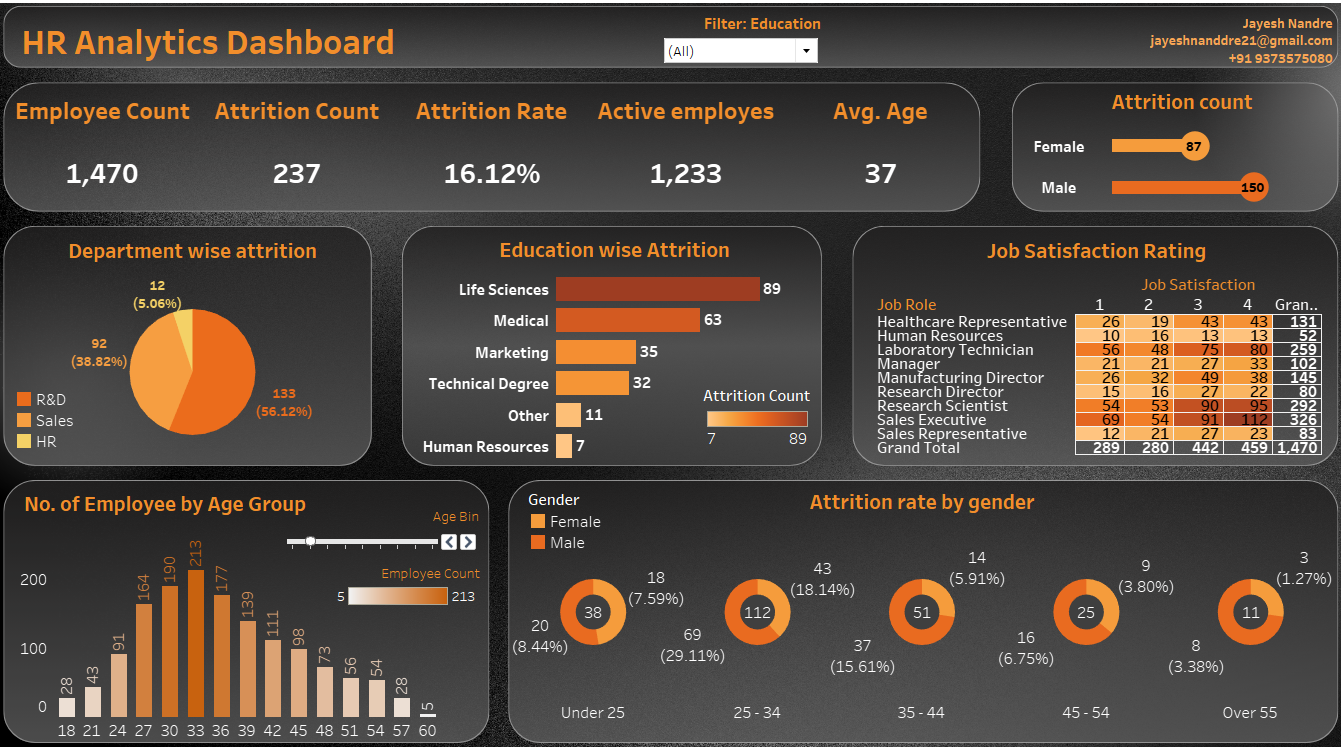 HR Analytics Dashboard
Filter: Education
(All)
Jayesh Nandre
jayeshnanddre21@gmail.com
+91 9373575080
Employee Count Attrition Count Attrition Rate Active employes Avg. Age
1,470 237 16.12% 1,233 37
Attrition count
Female 87
Male 150
Department wise attrition
12
(5.06%)
92
(38.82%)
133
(56.12%)
R&D
Sales
HR
Education wise Attrition
Life Sciences 89
Medical 63
Marketing 35
Technical Degree 32
Other 11
Human Resources 7
Attrition Count
7 89
Job Satisfaction Rating
Job Satisfaction
Job Role 1 2 3 4 Gran..
Healthcare Representative 26 19 43 43 131
Human Resources 10 16 13 13 52
Laboratory Technician 56 48 75 80 259
Manager 21 21 27 33 102
Manufacturing Director 26 32 49 38 145
Research Director 15 16 27 22 80
Research Scientist 54 53 90 95 292
Sales Executive 69 54 91 112 326
Sales Representative 12 21 27 23 83
Grand Total 289 280 442 459 1,470
No. of Employee by Age Group
Age Bin
Employee Count
5 213
200
100
0
28 43 91 164 190 213 177 139 111 98 73 56 54 28 5
18 21 24 27 30 33 36 39 42 45 48 51 54 57 60
Attrition rate by gender
Gender
Female
Male
18
(7.59%)
38
20
(8.44%)
43
(18.14%)
112
69
(29.11%)
14
(5.91%)
51
37
(15.61%)
9
(3.80%)
25
16
(6.75%)
3
(1.27%)
11
8
(3.38%)
Under 25 25 - 34 35 - 44 45 - 54 Over 55